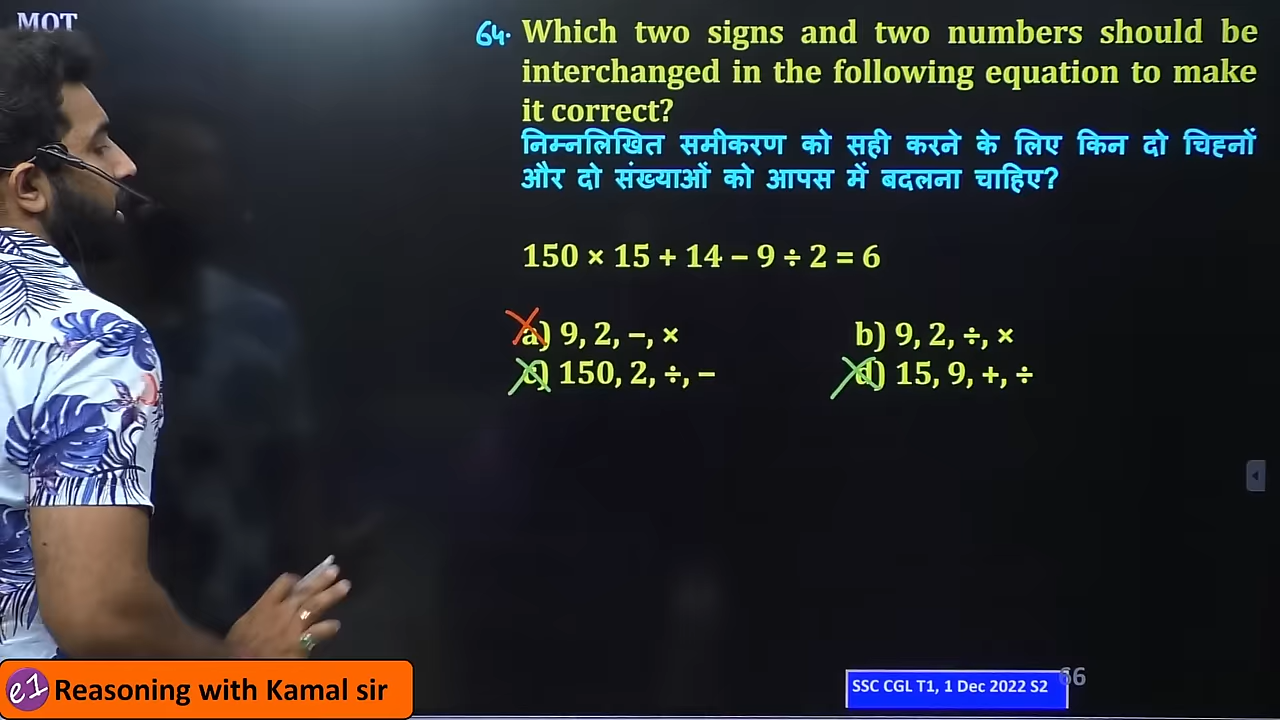 MOT
64. Which two signs and two numbers should be
interchanged in the following equation to make
it correct?
निम्नलिखित समीकरण को सही करने के लिए किन दो चिह्नों
और दो संख्याओं को आपस में बदलना चाहिए?
150 × 15 + 14 – 9 ÷ 2 = 6
a) 9, 2, –, × b) 9, 2, ÷, ×
c) 150, 2, ÷, – d) 15, 9, +, ÷
e1 Reasoning with Kamal sir
SSC CGL T1, 1 Dec 2022 S2 66